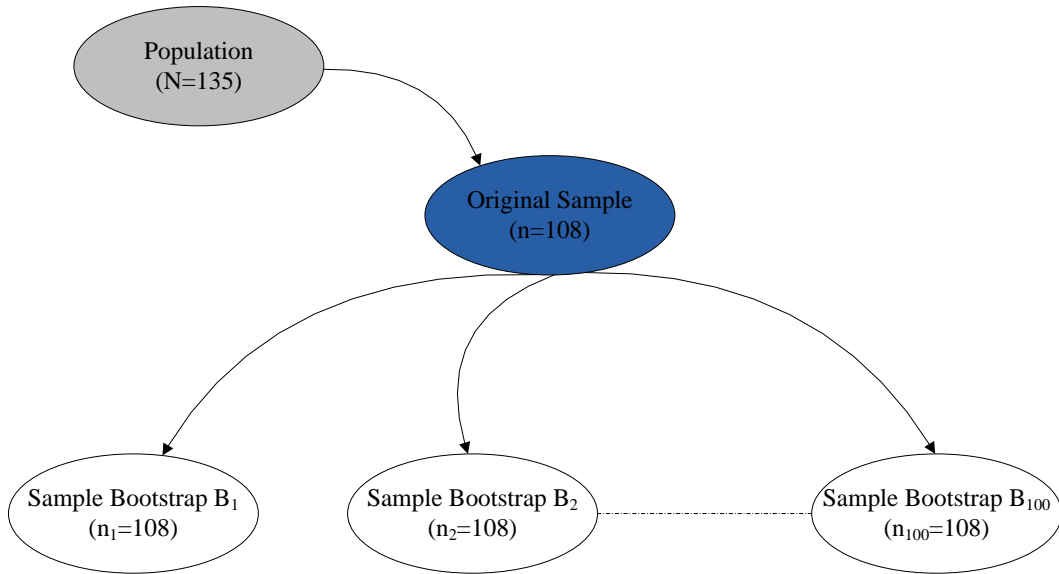 Population
(N=135)
Original Sample
(n=108)
Sample Bootstrap B₁
(n₁=108)
Sample Bootstrap B₂
(n₂=108)
Sample Bootstrap B₁₀₀
(n₁₀₀=108)